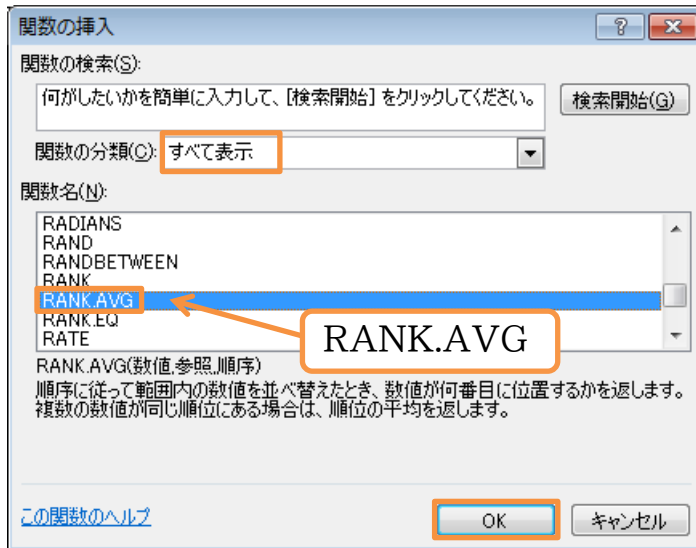 関数の挿入
関数の検索(S):
何がしたいかを簡単に入力して、[検索開始] をクリックしてください。
検索開始(G)
関数の分類(C): すべて表示
関数名(N):
RADIANS
RAND
RANDBETWEEN
RANK
RANK.AVG
RANK.EQ
RATE
RANK.AVG
RANK.AVG(数値,参照,順序)
順序に従って範囲内の数値を並べ替えたとき、数値が何番目に位置するかを返します。
複数の数値が同じ順位にある場合は、順位の平均を返します。
この関数のヘルプ
OK
キャンセル